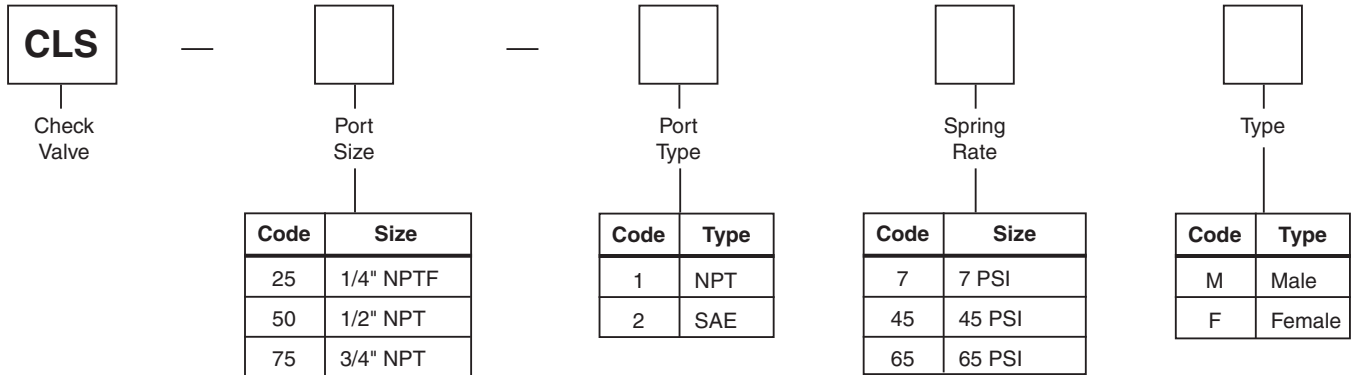 CLS — —
Check Valve
Port Size
Port Type
Spring Rate
Type
Code Size
25 1/4" NPTF
50 1/2" NPT
75 3/4" NPT
Code Type
1 NPT
2 SAE
Code Size
7 7 PSI
45 45 PSI
65 65 PSI
Code Type
M Male
F Female